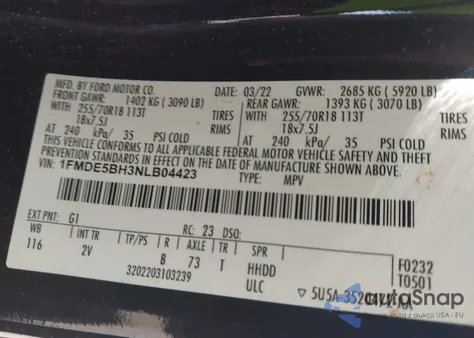 MFD. BY FORD MOTOR CO.
DATE: 03/22 GVWR: 2685 KG ( 5920 LB)
FRONT GAWR: 1402 KG ( 3090 LB) REAR GAWR: 1393 KG ( 3070 LB)
WITH 255/70R18 113T TIRES WITH 255/70R18 113T TIRES
18x7.5J RIMS 18x7.5J RIMS
AT 240 kPa/ 35 PSI COLD AT 240 kPa/ 35 PSI COLD
THIS VEHICLE CONFORMS TO ALL APPLICABLE FEDERAL MOTOR VEHICLE SAFETY AND
THEFT PREVENTION STANDARDS IN EFFECT ON THE DATE OF MANUFACTURE SHOWN ABOVE.
VIN: 1FMDE5BH3NLB04423
TYPE: MPV
EXT PNT: G1 RC: 23 DSO:
WB INT TR TP/PS R AXLE TR SPR
116 2V B 73 T HHDD
ULC
F0232
T0501
3202203103239
autoSnap
WWW.AUTOSNAP.US | EU